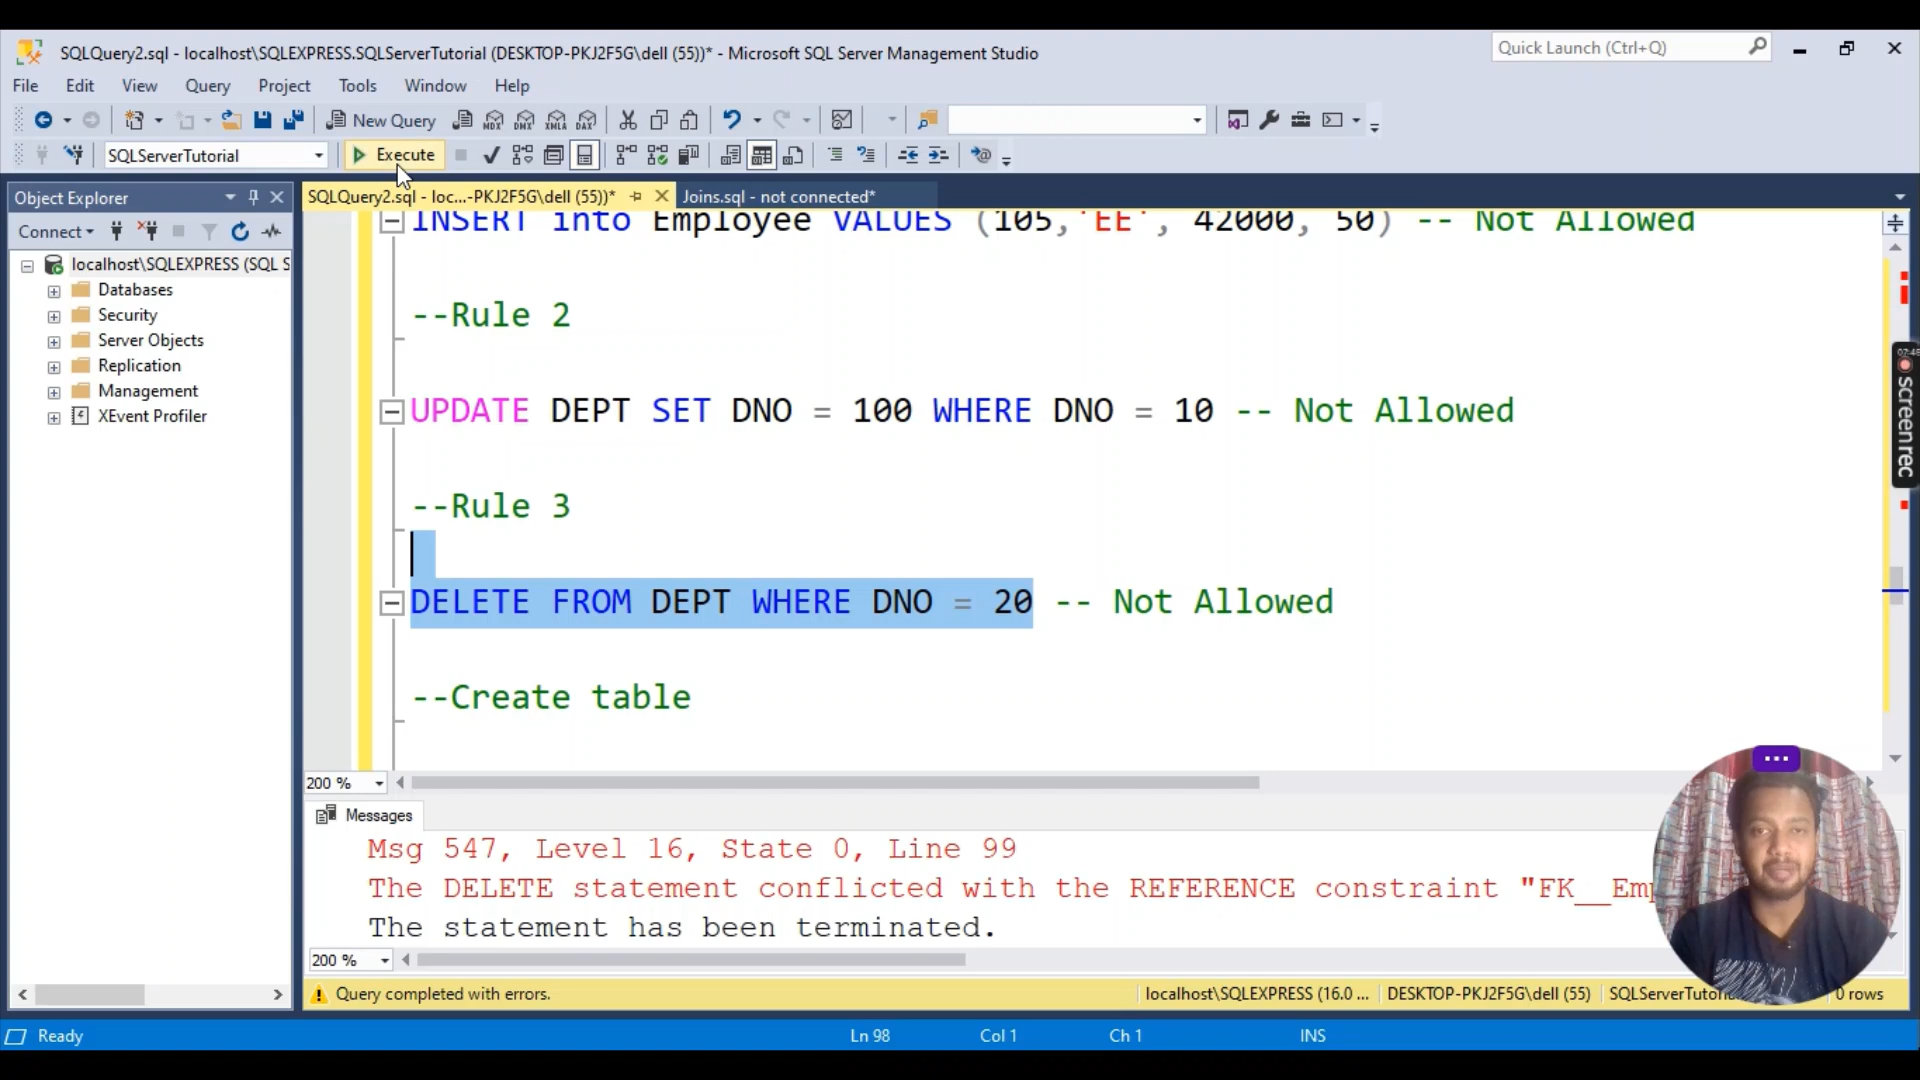 SQLQuery2.sql - localhost\SQLEXPRESS.SQLServerTutorial (DESKTOP-PKJ2F5G\dell (55))* - Microsoft SQL Server Management Studio
Quick Launch (Ctrl+Q)
File Edit View Query Project Tools Window Help
New Query
SQLServerTutorial
Execute
Object Explorer
SQLQuery2.sql - loc...-PKJ2F5G\dell (55))*
Joins.sql - not connected*
Connect
localhost\SQLEXPRESS (SQL S
Databases
Security
Server Objects
Replication
Management
XEvent Profiler
INSERT into Employee VALUES (105,'EE', 42000, 50) -- Not Allowed
--Rule 2
UPDATE DEPT SET DNO = 100 WHERE DNO = 10 -- Not Allowed
--Rule 3
DELETE FROM DEPT WHERE DNO = 20 -- Not Allowed
--Create table
screenrec
200 %
Messages
Msg 547, Level 16, State 0, Line 99
The DELETE statement conflicted with the REFERENCE constraint "FK__Emp
The statement has been terminated.
200 %
Query completed with errors.
localhost\SQLEXPRESS (16.0 ...
DESKTOP-PKJ2F5G\dell (55)
SQLServerTutori
0 rows
Ready
Ln 98
Col 1
Ch 1
INS